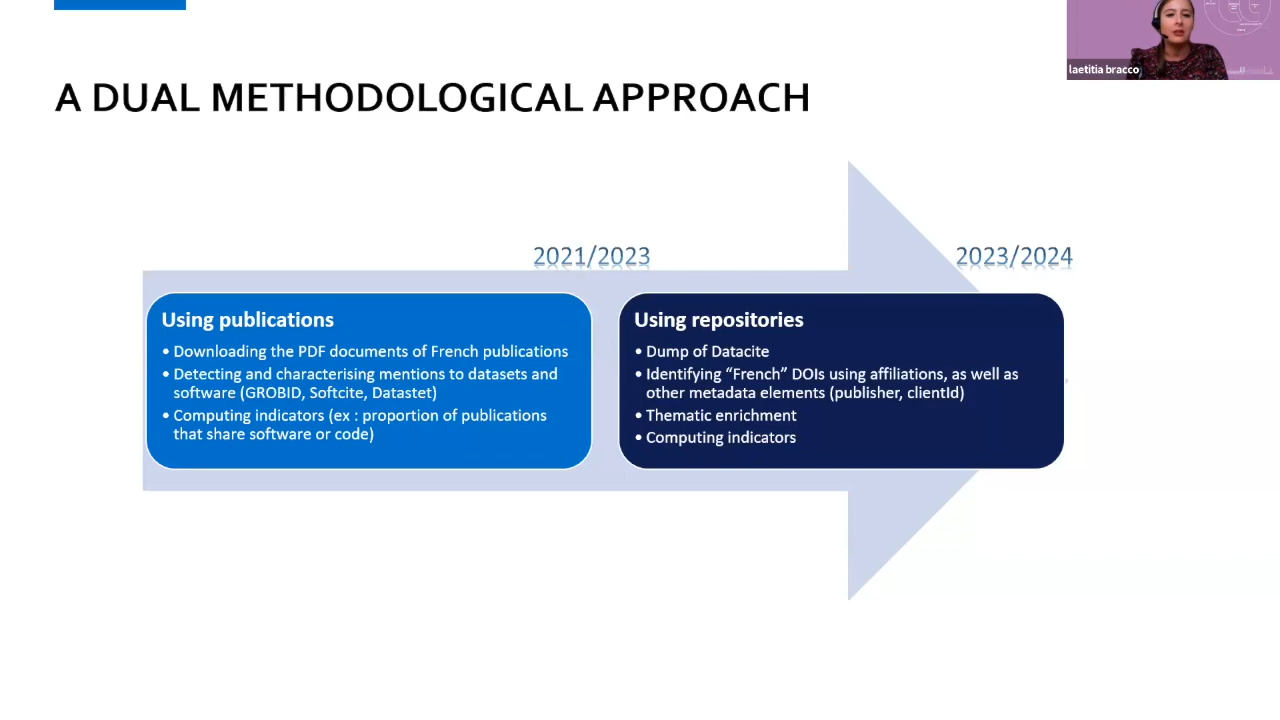 laetitia bracco
A DUAL METHODOLOGICAL APPROACH
2021/2023
2023/2024
Using publications
• Downloading the PDF documents of French publications
• Detecting and characterising mentions to datasets and
software (GROBID, Softcite, Datastet)
• Computing indicators (ex : proportion of publications
that share software or code)
Using repositories
• Dump of Datacite
• Identifying “French” DOIs using affiliations, as well as
other metadata elements (publisher, clientId)
• Thematic enrichment
• Computing indicators